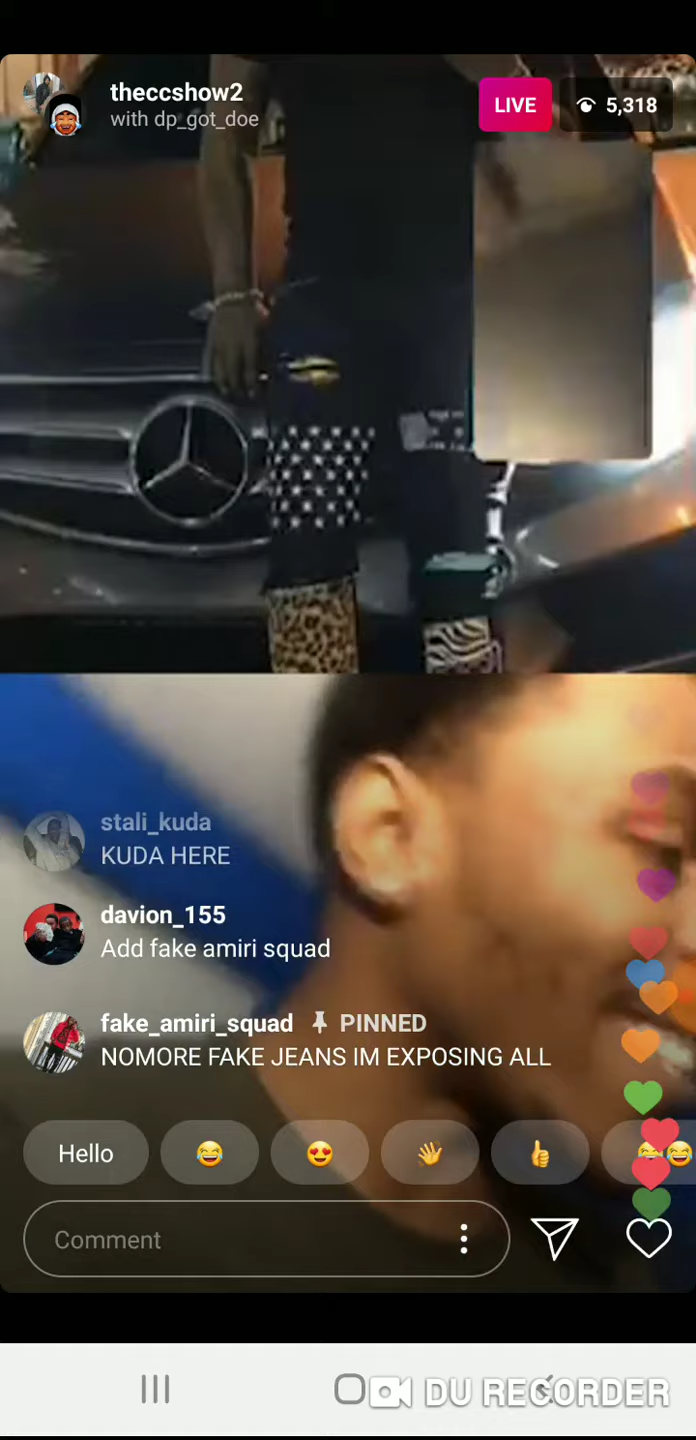 theccshow2
with dp_got_doe
LIVE
5,318
stali_kuda
KUDA HERE
davion_155
Add fake amiri squad
fake_amiri_squad PINNED
NOMORE FAKE JEANS IM EXPOSING ALL
Hello
Comment
DU RECORDER